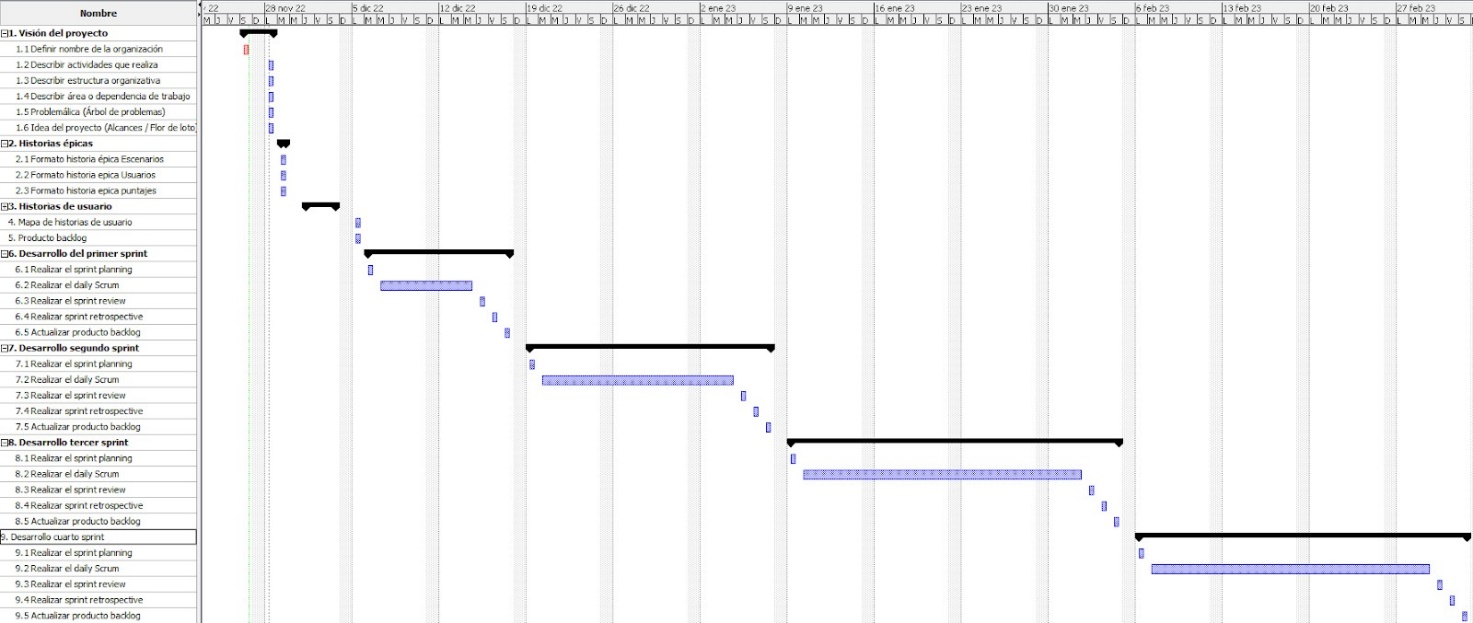 Nombre
-22 28 nov 22 5 dic 22 12 dic 22 19 dic 22 26 dic 22 2 ene 23 9 ene 23 16 ene 23 23 ene 23 30 ene 23 6 feb 23 13 feb 23 20 feb 23 27 feb 23
M J V S D L M M J V S D L M M J V S D L M M J V S D L M M J V S D L M M J V S D L M M J V S D L M M J V S D L M M J V S D L M M J V S D L M M J V S D L M M J V S D L M M J V S D L M M J V S D L M M J V S
1. Visión del proyecto
1.1 Definir nombre de la organización
1.2 Describir actividades que realiza
1.3 Describir estructura organizativa
1.4 Describir área o dependencia de trabajo
1.5 Problemálica (Árbol de problemas)
1.6 Idea del proyecto (Alcances / Flor de loto)
2. Historias épicas
2.1 Formato historia épica Escenarios
2.2 Formato historia epica Usuarios
2.3 Formato historia epica puntajes
3. Historias de usuario
4. Mapa de historias de usuario
5. Producto backlog
6. Desarrollo del primer sprint
6.1 Realizar el sprint planning
6.2 Realizar el daily Scrum
6.3 Realizar el sprint review
6.4 Realizar sprint retrospective
6.5 Actualizar producto backlog
7. Desarrollo segundo sprint
7.1 Realizar el sprint planning
7.2 Realizar el daily Scrum
7.3 Realizar el sprint review
7.4 Realizar sprint retrospective
7.5 Actualizar producto backlog
8. Desarrollo tercer sprint
8.1 Realizar el sprint planning
8.2 Realizar el daily Scrum
8.3 Realizar el sprint review
8.4 Realizar sprint retrospective
8.5 Actualizar producto backlog
9. Desarrollo cuarto sprint
9.1 Realizar el sprint planning
9.2 Realizar el daily Scrum
9.3 Realizar el sprint review
9.4 Realizar sprint retrospective
9.5 Actualizar producto backlog